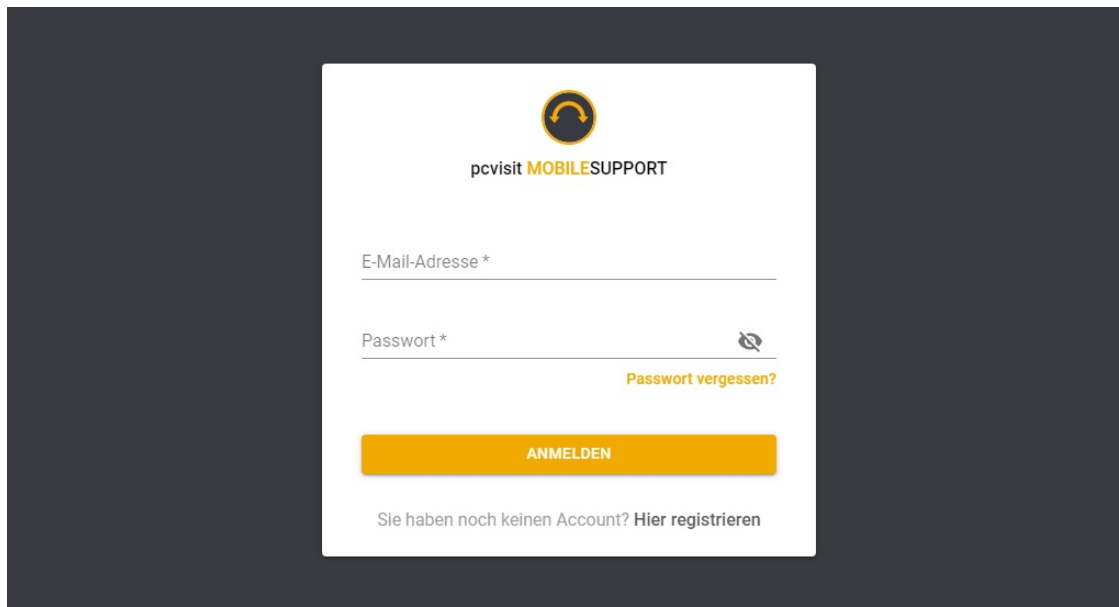 pcvisit MOBILESUPPORT
E-Mail-Adresse *
Passwort *
Passwort vergessen?
ANMELDEN
Sie haben noch keinen Account? Hier registrieren